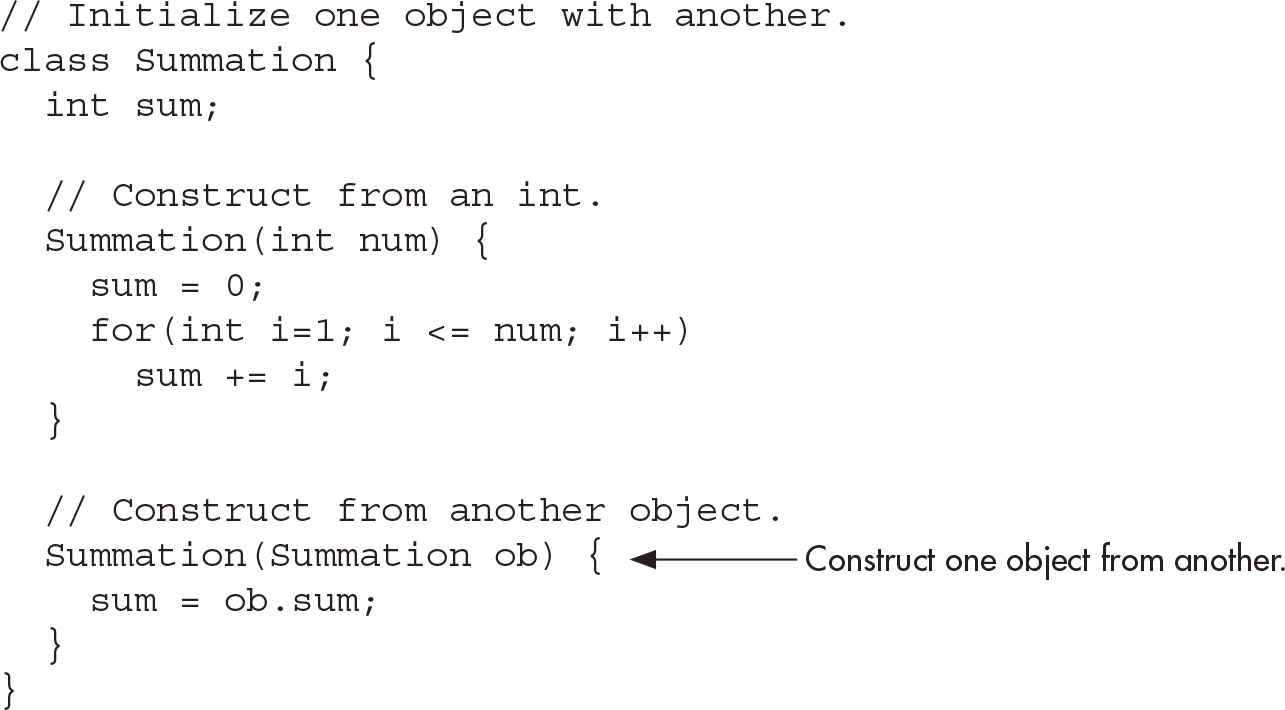 // Initialize one object with another.
class Summation {
  int sum;

  // Construct from an int.
  Summation(int num) {
    sum = 0;
    for(int i=1; i <= num; i++)
      sum += i;
  }

  // Construct from another object.
  Summation(Summation ob) { Construct one object from another.
    sum = ob.sum;
  }
}